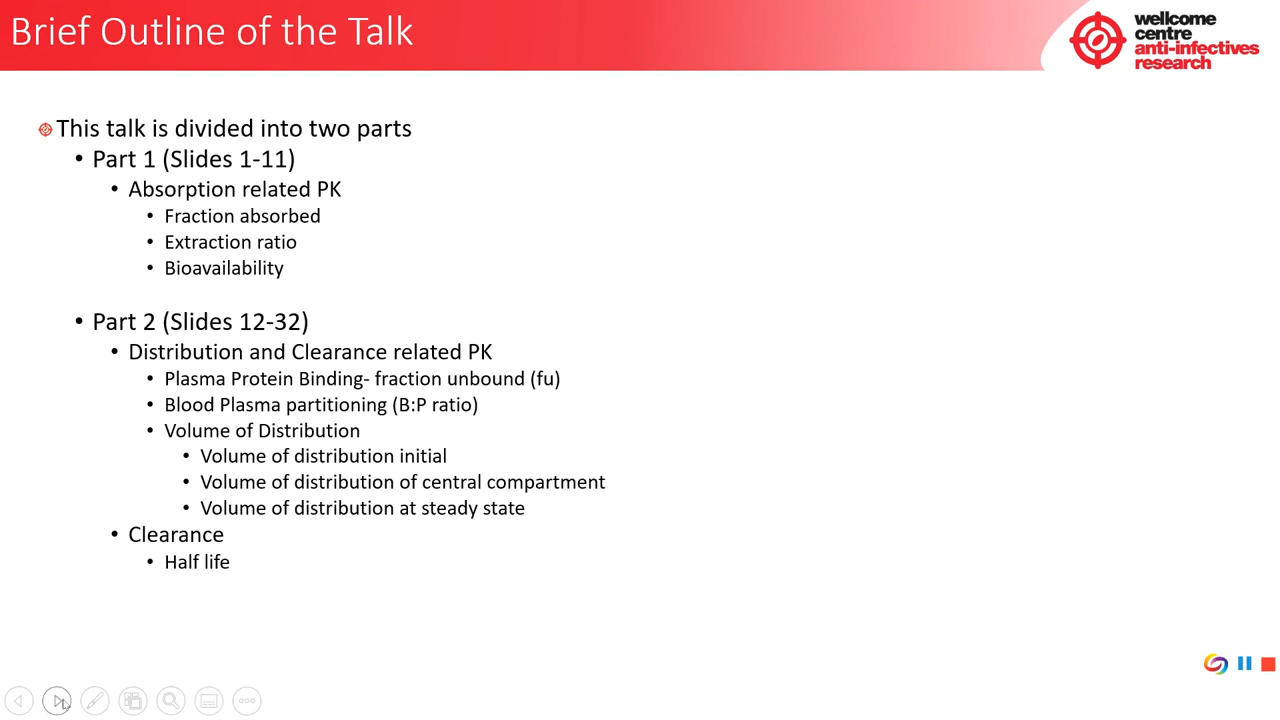 Brief Outline of the Talk
wellcome
centre
anti-infectives
research
This talk is divided into two parts
• Part 1 (Slides 1-11)
• Absorption related PK
• Fraction absorbed
• Extraction ratio
• Bioavailability
• Part 2 (Slides 12-32)
• Distribution and Clearance related PK
• Plasma Protein Binding- fraction unbound (fu)
• Blood Plasma partitioning (B:P ratio)
• Volume of Distribution
• Volume of distribution initial
• Volume of distribution of central compartment
• Volume of distribution at steady state
• Clearance
• Half life